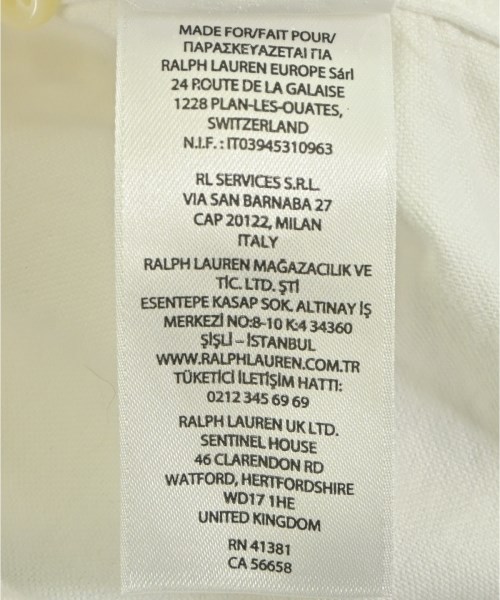 MADE FOR/FAIT POUR/
ΠΑΡΑΣΚΕΥΑΖΕΤΑΙ ΓΙΑ
RALPH LAUREN EUROPE Sárl
24 ROUTE DE LA GALAISE
1228 PLAN-LES-OUATES,
SWITZERLAND
N.I.F. : IT03945310963
RL SERVICES S.R.L.
VIA SAN BARNABA 27
CAP 20122, MILAN
ITALY
RALPH LAUREN MAĞAZACILIK VE
TİC. LTD. ŞTİ
ESENTEPE KASAP SOK. ALTINAY İŞ
MERKEZİ NO:8-10 K:4 34360
ŞİŞLİ – İSTANBUL
WWW.RALPHLAUREN.COM.TR
TÜKETİCİ İLETİŞİM HATTI:
0212 345 69 69
RALPH LAUREN UK LTD.
SENTINEL HOUSE
46 CLARENDON RD
WATFORD, HERTFORDSHIRE
WD17 1HE
UNITED KINGDOM
RN 41381
CA 56658